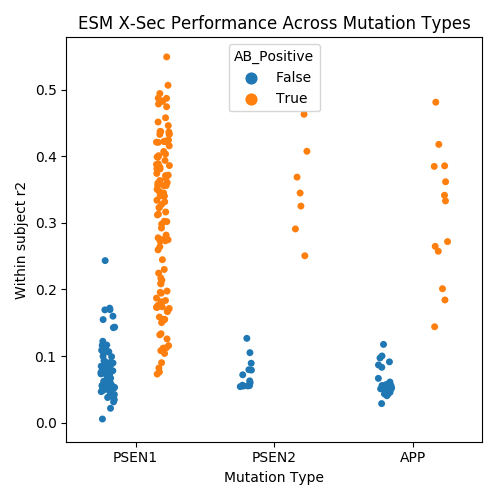 ESM X-Sec Performance Across Mutation Types
AB_Positive
False
True
Within subject r2
0.5
0.4
0.3
0.2
0.1
0.0
PSEN1
PSEN2
APP
Mutation Type